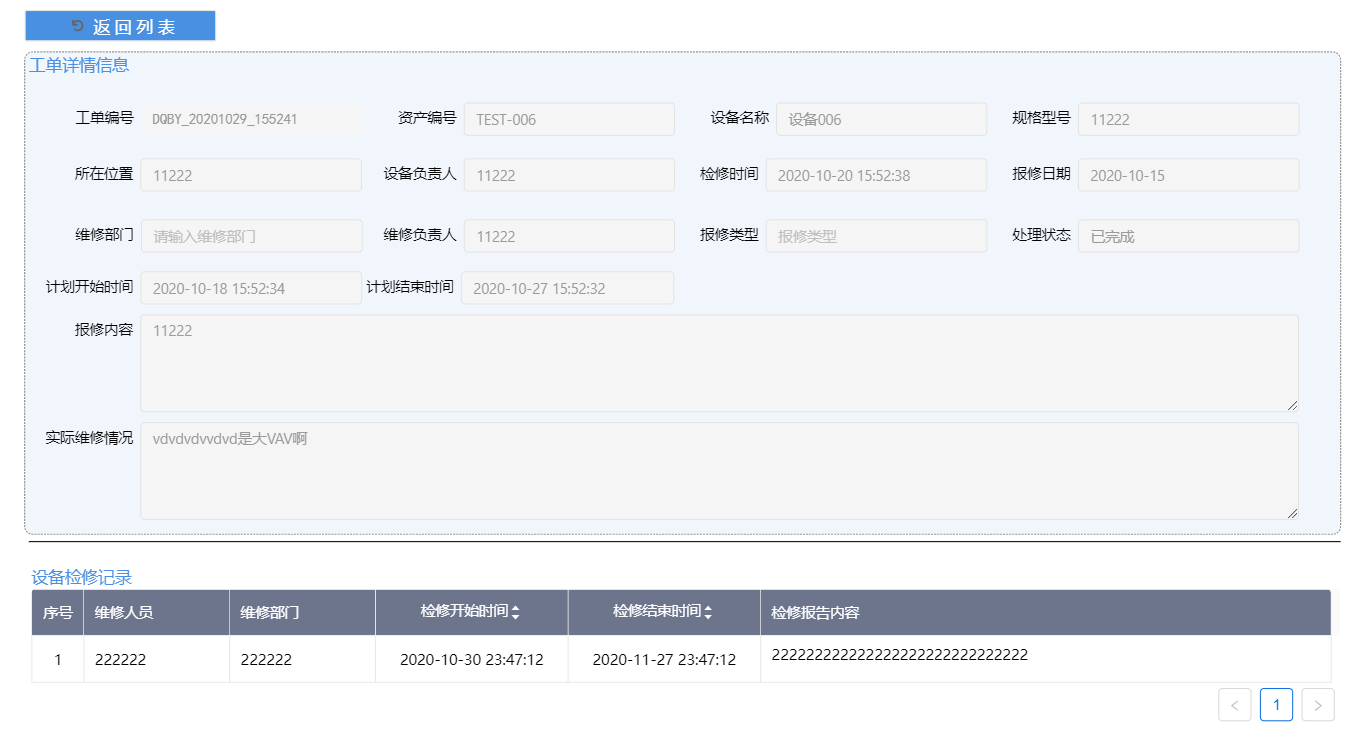 返回列表
工单详情信息
工单编号 DQBY_20201029_155241 资产编号 TEST-006 设备名称 设备006 规格型号 11222
所在位置 11222 设备负责人 11222 检修时间 2020-10-20 15:52:38 报修日期 2020-10-15
维修部门 请输入维修部门 维修负责人 11222 报修类型 报修类型 处理状态 已完成
计划开始时间 2020-10-18 15:52:34 计划结束时间 2020-10-27 15:52:32
报修内容 11222
实际维修情况 vdvdvdvvdvd是大VAV啊
设备检修记录
序号 维修人员 维修部门 检修开始时间 检修结束时间 检修报告内容
1 222222 222222 2020-10-30 23:47:12 2020-11-27 23:47:12 222222222222222222222222222222
< 1 >